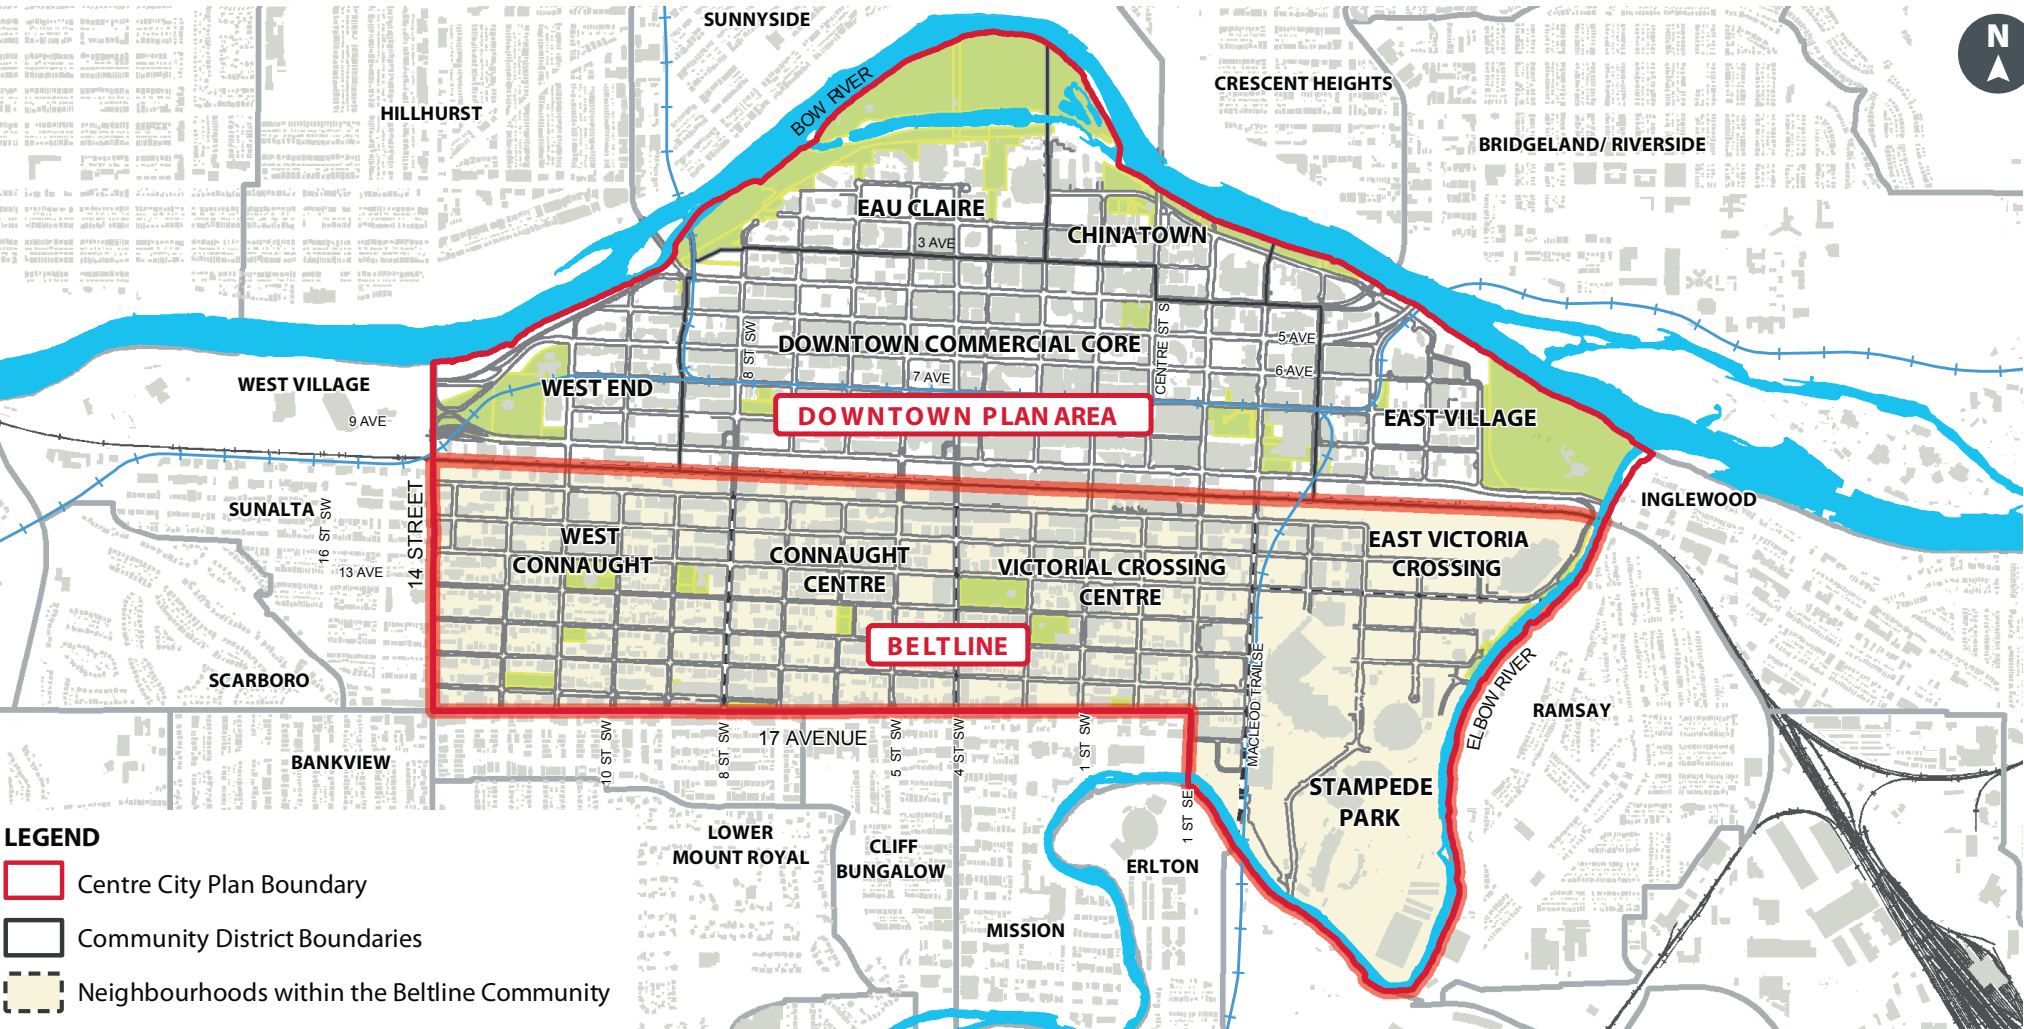 SUNNYSIDE
N
HILLHURST
BOW RIVER
CRESCENT HEIGHTS
BRIDGELAND/ RIVERSIDE
EAU CLAIRE
3 AVE
CHINATOWN
8 ST SW
DOWNTOWN COMMERCIAL CORE
CENTRE ST S
5 AVE
WEST VILLAGE
WEST END
7 AVE
6 AVE
9 AVE
DOWNTOWN PLAN AREA
EAST VILLAGE
SUNALTA
16 ST SW
14 STREET
INGLEWOOD
WEST
CONNAUGHT
CONNAUGHT
CENTRE
VICTORIAL CROSSING
CENTRE
EAST VICTORIA
CROSSING
13 AVE
BELTLINE
SCARBORO
MACLEOD TRAIL SE
ELBOW RIVER
RAMSAY
BANKVIEW
10 ST SW
8 ST SW
17 AVENUE
5 ST SW
4 ST SW
1 ST SW
1 ST SE
STAMPEDE
PARK
LOWER
MOUNT ROYAL
CLIFF
BUNGALOW
ERLTON
MISSION
LEGEND
Centre City Plan Boundary
Community District Boundaries
Neighbourhoods within the Beltline Community